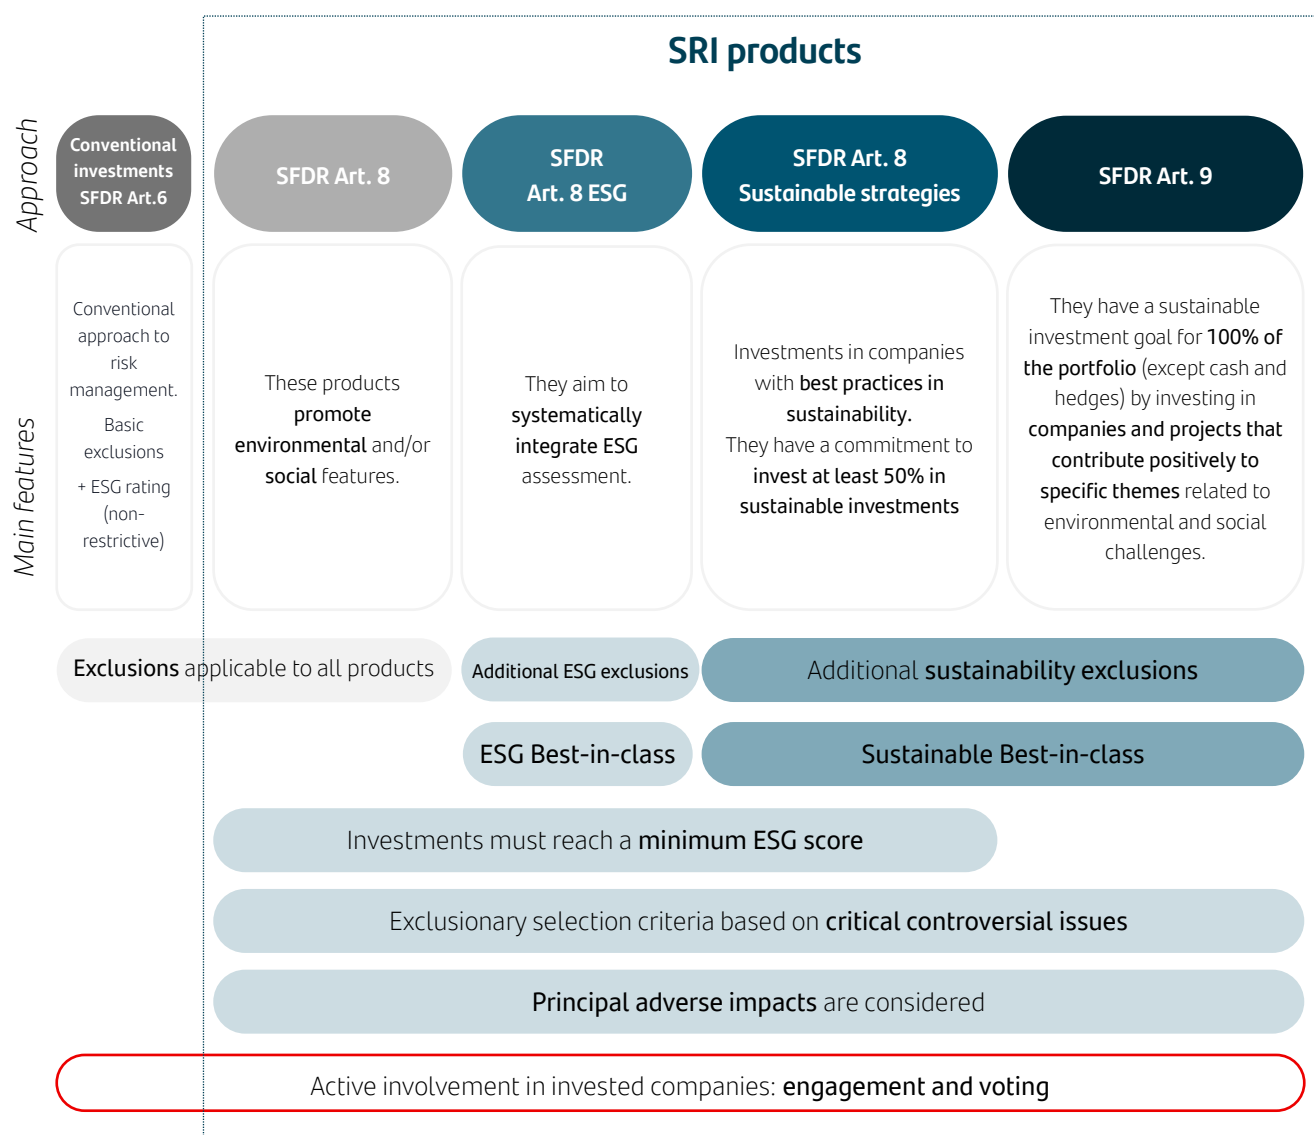 SRI products
Approach
Conventional
investments
SFDR Art.6
SFDR Art. 8
SFDR
Art. 8 ESG
SFDR Art. 8
Sustainable strategies
SFDR Art. 9
Main features
Conventional
approach to
risk
management.
Basic
exclusions
+ ESG rating
(non-
restrictive)
These products
promote
environmental and/or
social features.
They aim to
systematically
integrate ESG
assessment.
Investments in companies
with best practices in
sustainability.
They have a commitment to
invest at least 50% in
sustainable investments
They have a sustainable
investment goal for 100% of
the portfolio (except cash and
hedges) by investing in
companies and projects that
contribute positively to
specific themes related to
environmental and social
challenges.
Exclusions applicable to all products
Additional ESG exclusions
Additional sustainability exclusions
ESG Best-in-class
Sustainable Best-in-class
Investments must reach a minimum ESG score
Exclusionary selection criteria based on critical controversial issues
Principal adverse impacts are considered
Active involvement in invested companies: engagement and voting